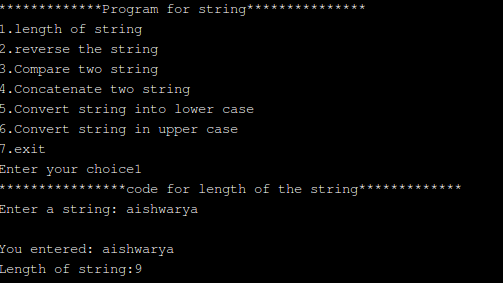 *************Program for string***************
1.length of string
2.reverse the string
3.Compare two string
4.Concatenate two string
5.Convert string into lower case
6.Convert string in upper case
7.exit
Enter your choice1
****************code for length of the string*************
Enter a string: aishwarya
You entered: aishwarya
Length of string:9